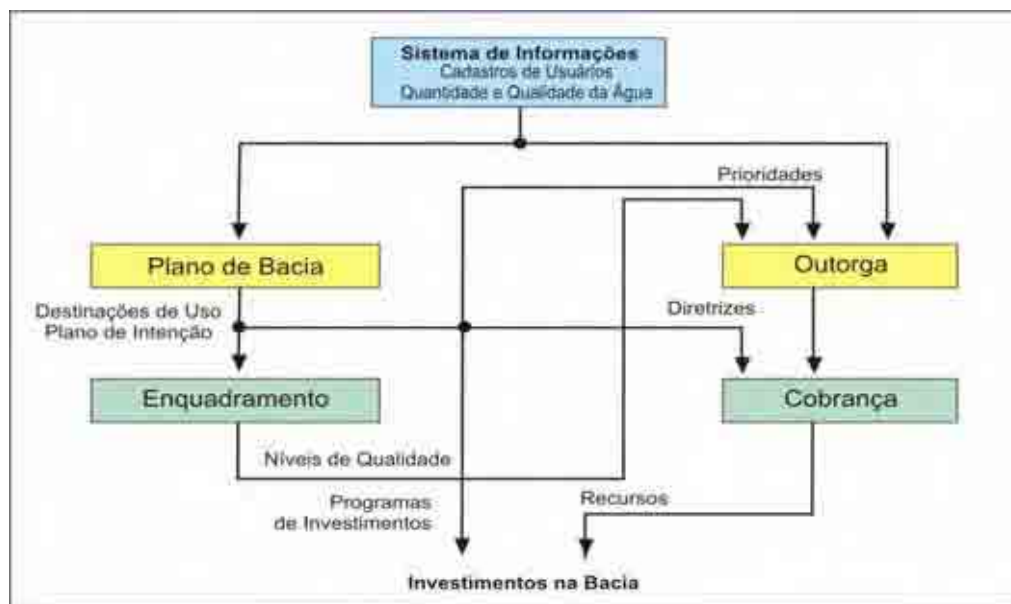 Sistema de Informações
Cadastros de Usuários
Quantidade e Qualidade da Água
Prioridades
Plano de Bacia
Outorga
Destinações de Uso
Plano de Intenção
Diretrizes
Enquadramento
Cobrança
Níveis de Qualidade
Programas
de Investimentos
Recursos
Investimentos na Bacia